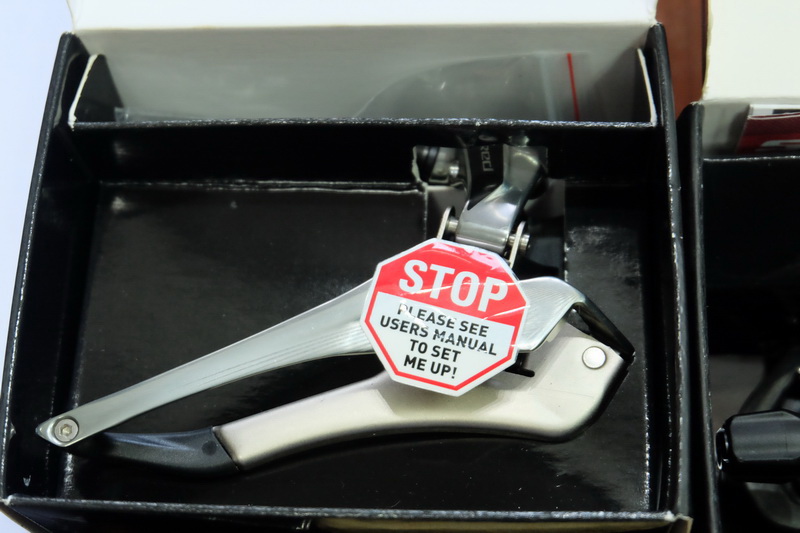 STOP
PLEASE SEE
USERS MANUAL
TO SET
ME UP!